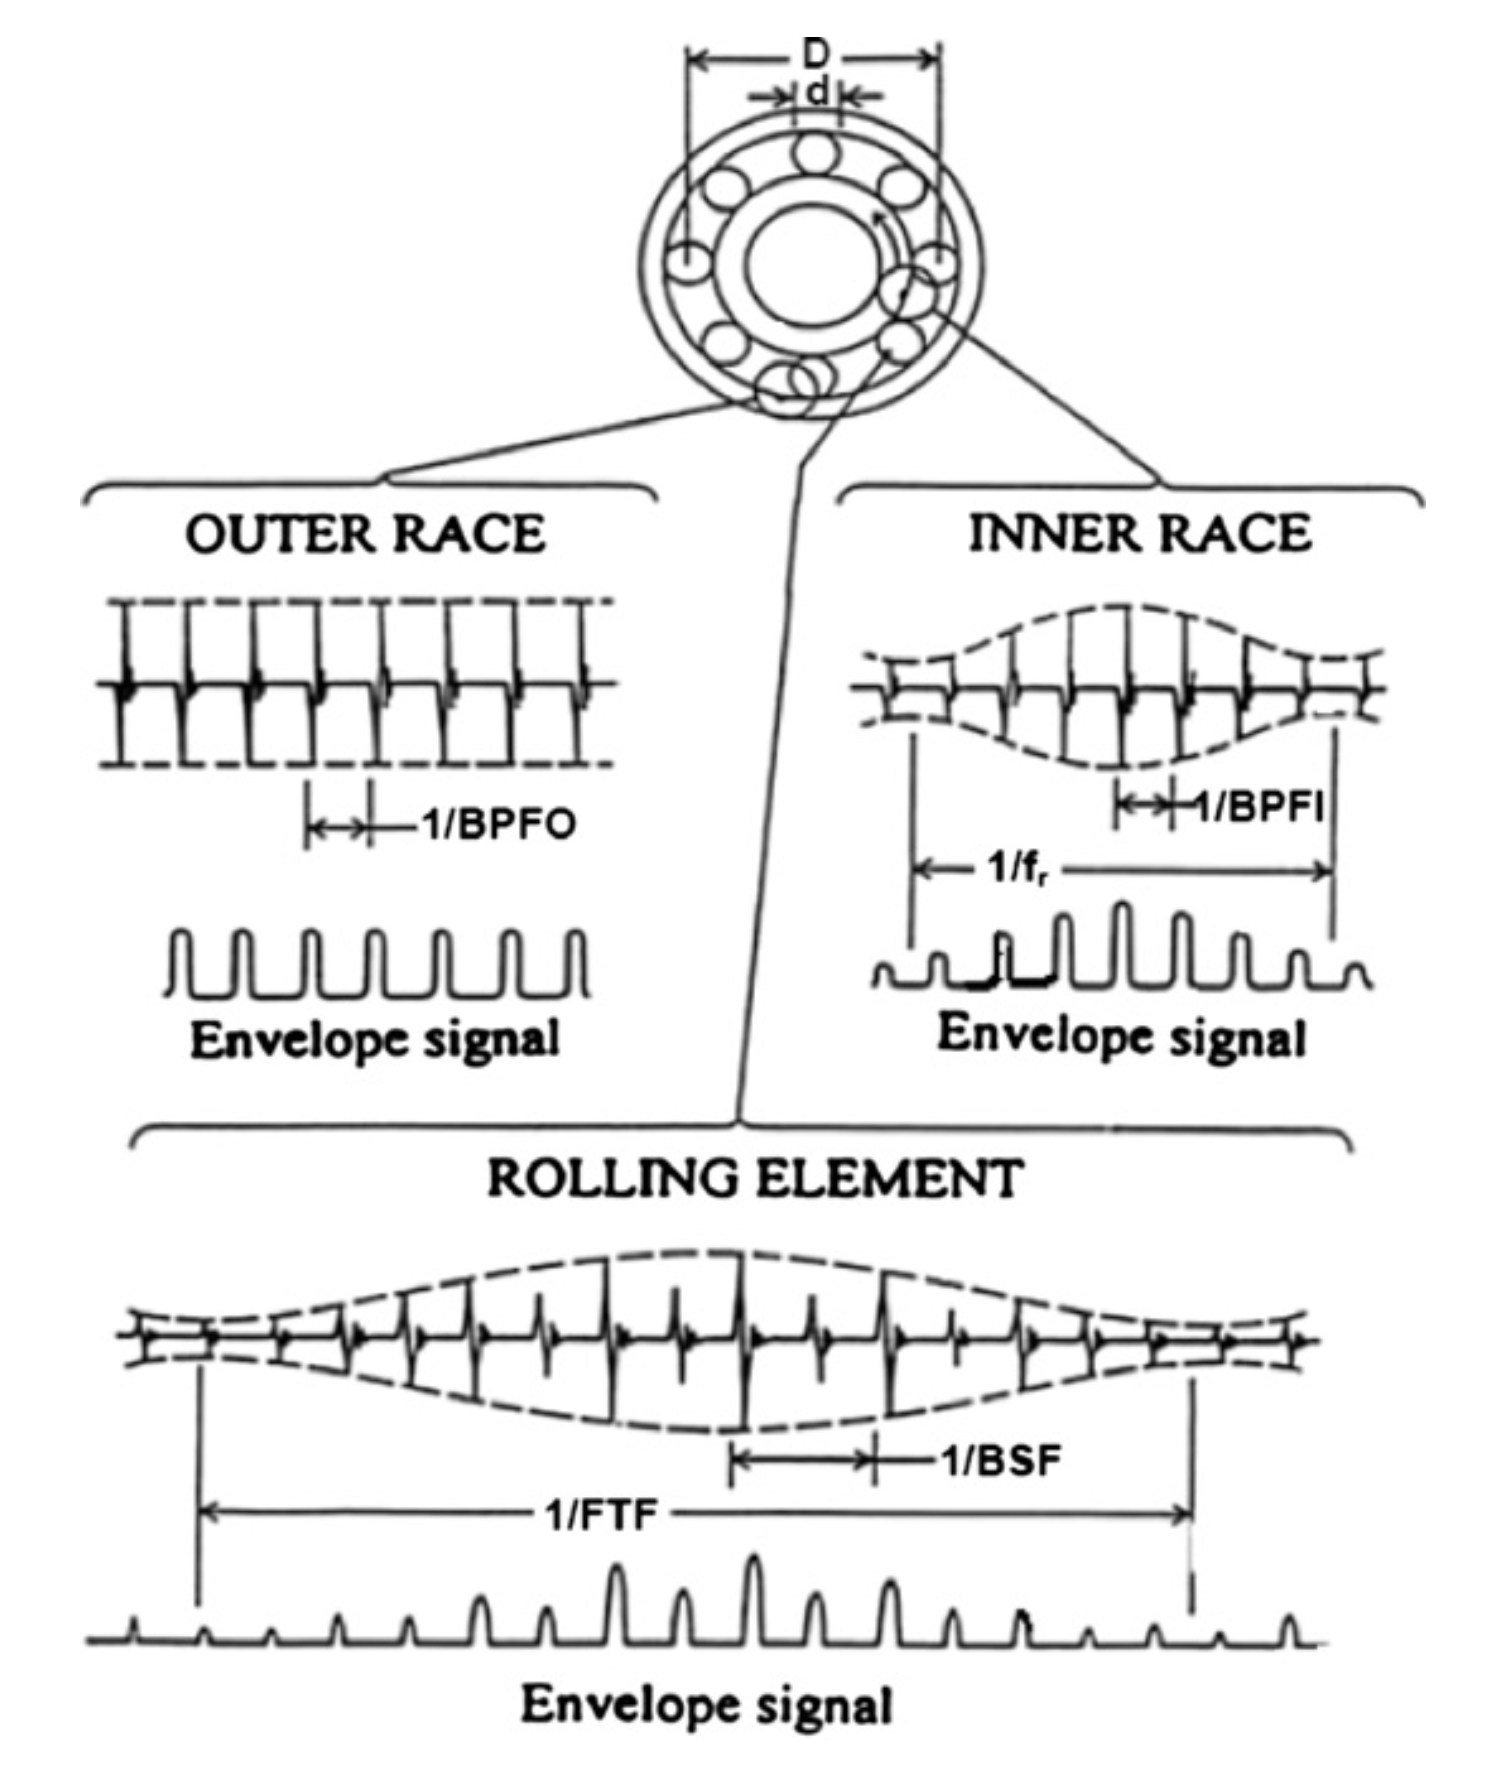 D
d
OUTER RACE
INNER RACE
1/BPFO
1/BPFI
1/fr
Envelope signal
Envelope signal
ROLLING ELEMENT
1/BSF
1/FTF
Envelope signal